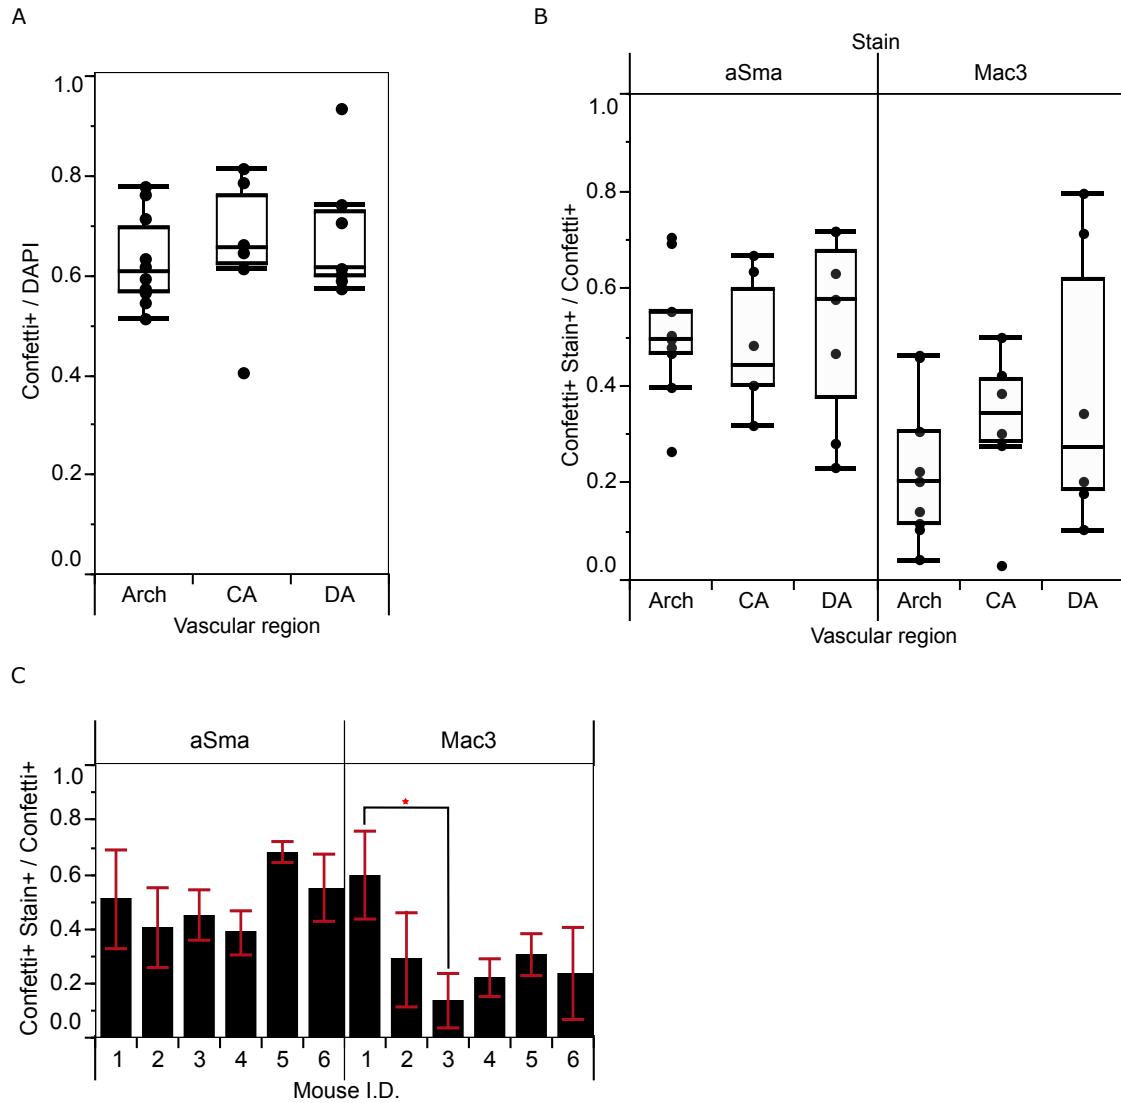 A
1.0
0.8
0.6
0.4
0.2
0.0
Confetti+ / DAPI
Arch CA DA
Vascular region
B
Stain
aSma Mac3
1.0
0.8
0.6
0.4
0.2
0.0
Confetti+ Stain+ / Confetti+
Arch CA DA Arch CA DA
Vascular region
C
aSma Mac3
1.0
0.8
0.6
0.4
0.2
0.0
Confetti+ Stain+ / Confetti+
1 2 3 4 5 6 1 2 3 4 5 6
Mouse I.D.